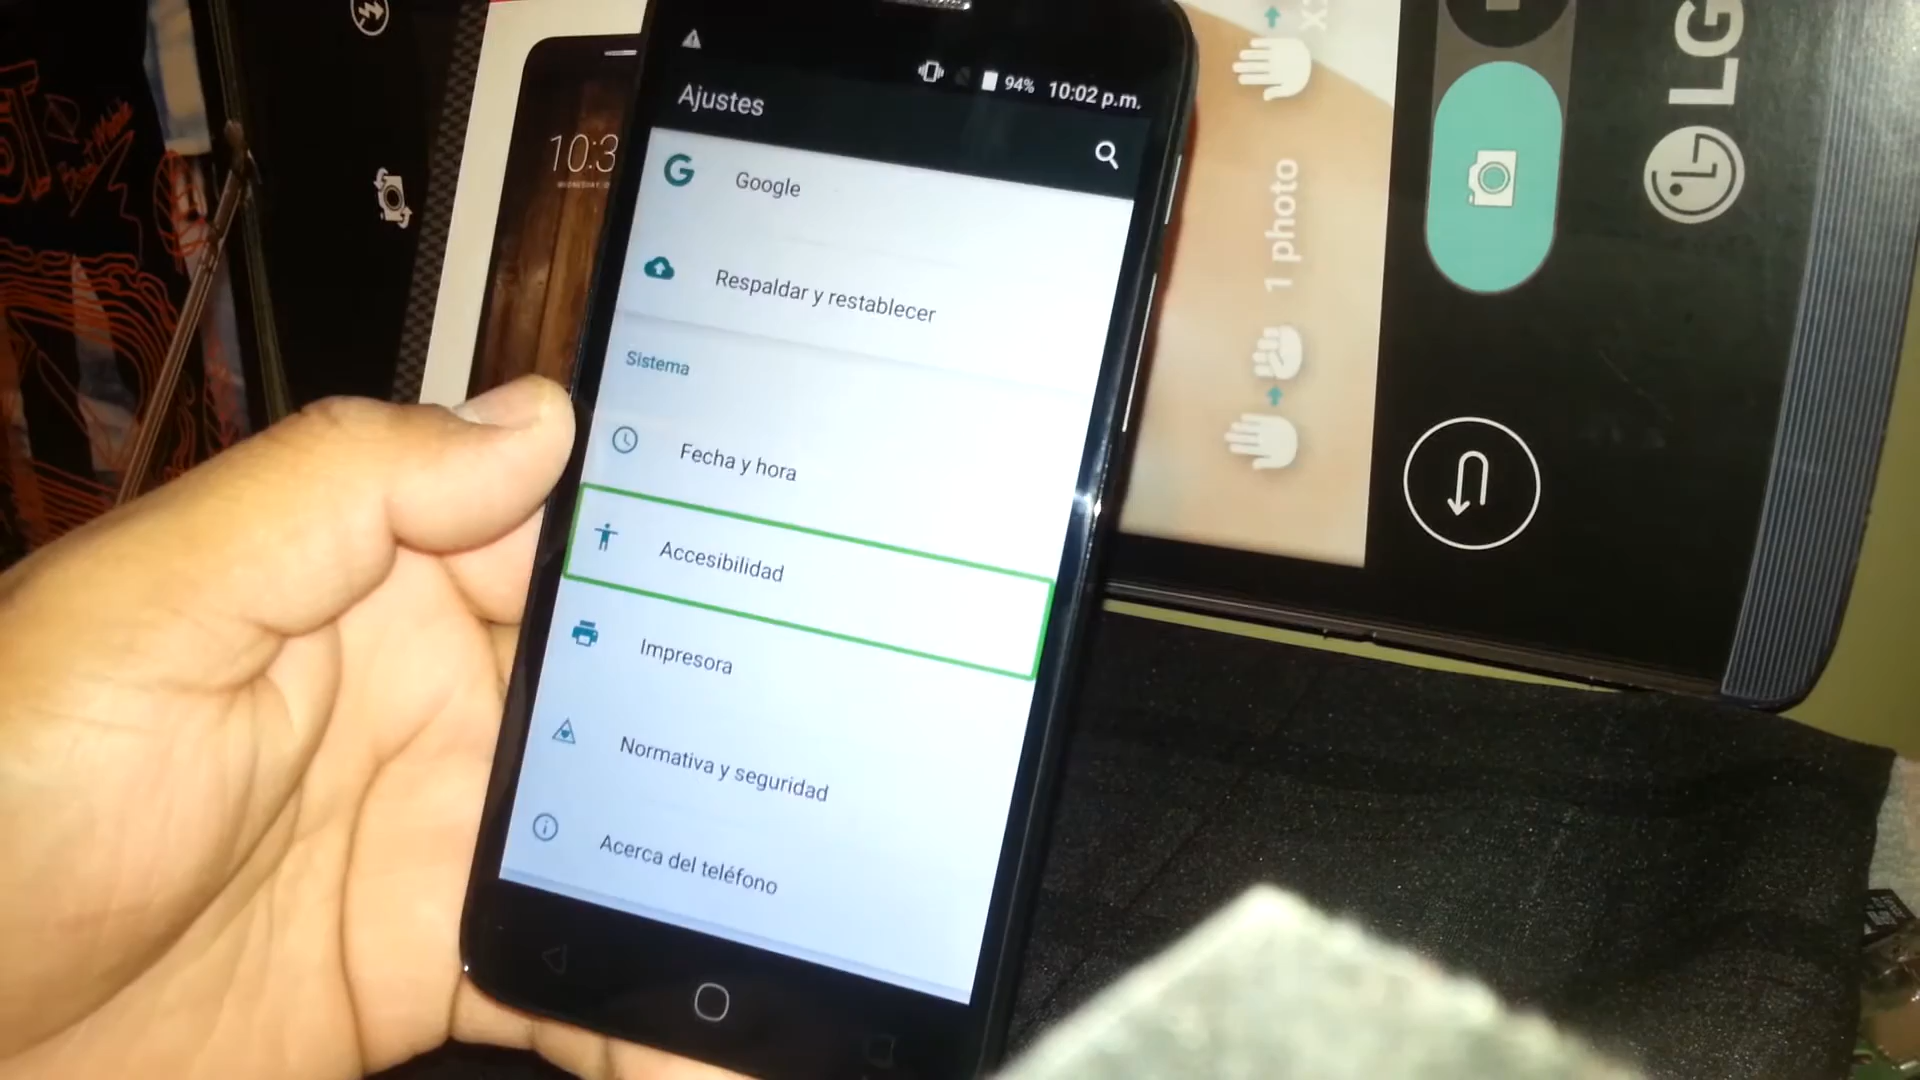 94% 10:02 p.m.
Ajustes
Google
Respaldar y restablecer
Sistema
Fecha y hora
Accesibilidad
Impresora
Normativa y seguridad
Acerca del teléfono
10:3
1 photo
LG